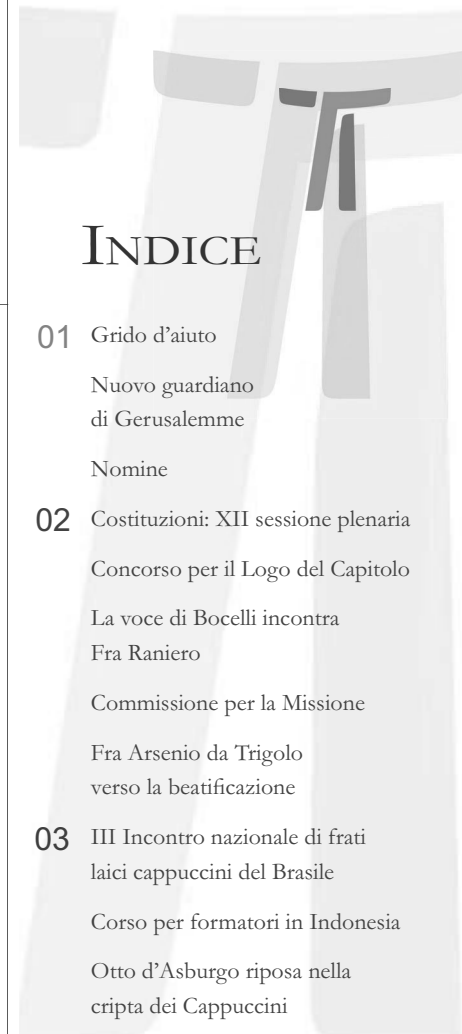 INDICE
01 Grido d'aiuto
Nuovo guardiano
di Gerusalemme
Nomine
02 Costituzioni: XII sessione plenaria
Concorso per il Logo del Capitolo
La voce di Bocelli incontra
Fra Raniero
Commissione per la Missione
Fra Arsenio da Trigolo
verso la beatificazione
03 III Incontro nazionale di frati
laici cappuccini del Brasile
Corso per formatori in Indonesia
Otto d'Asburgo riposa nella
cripta dei Cappuccini